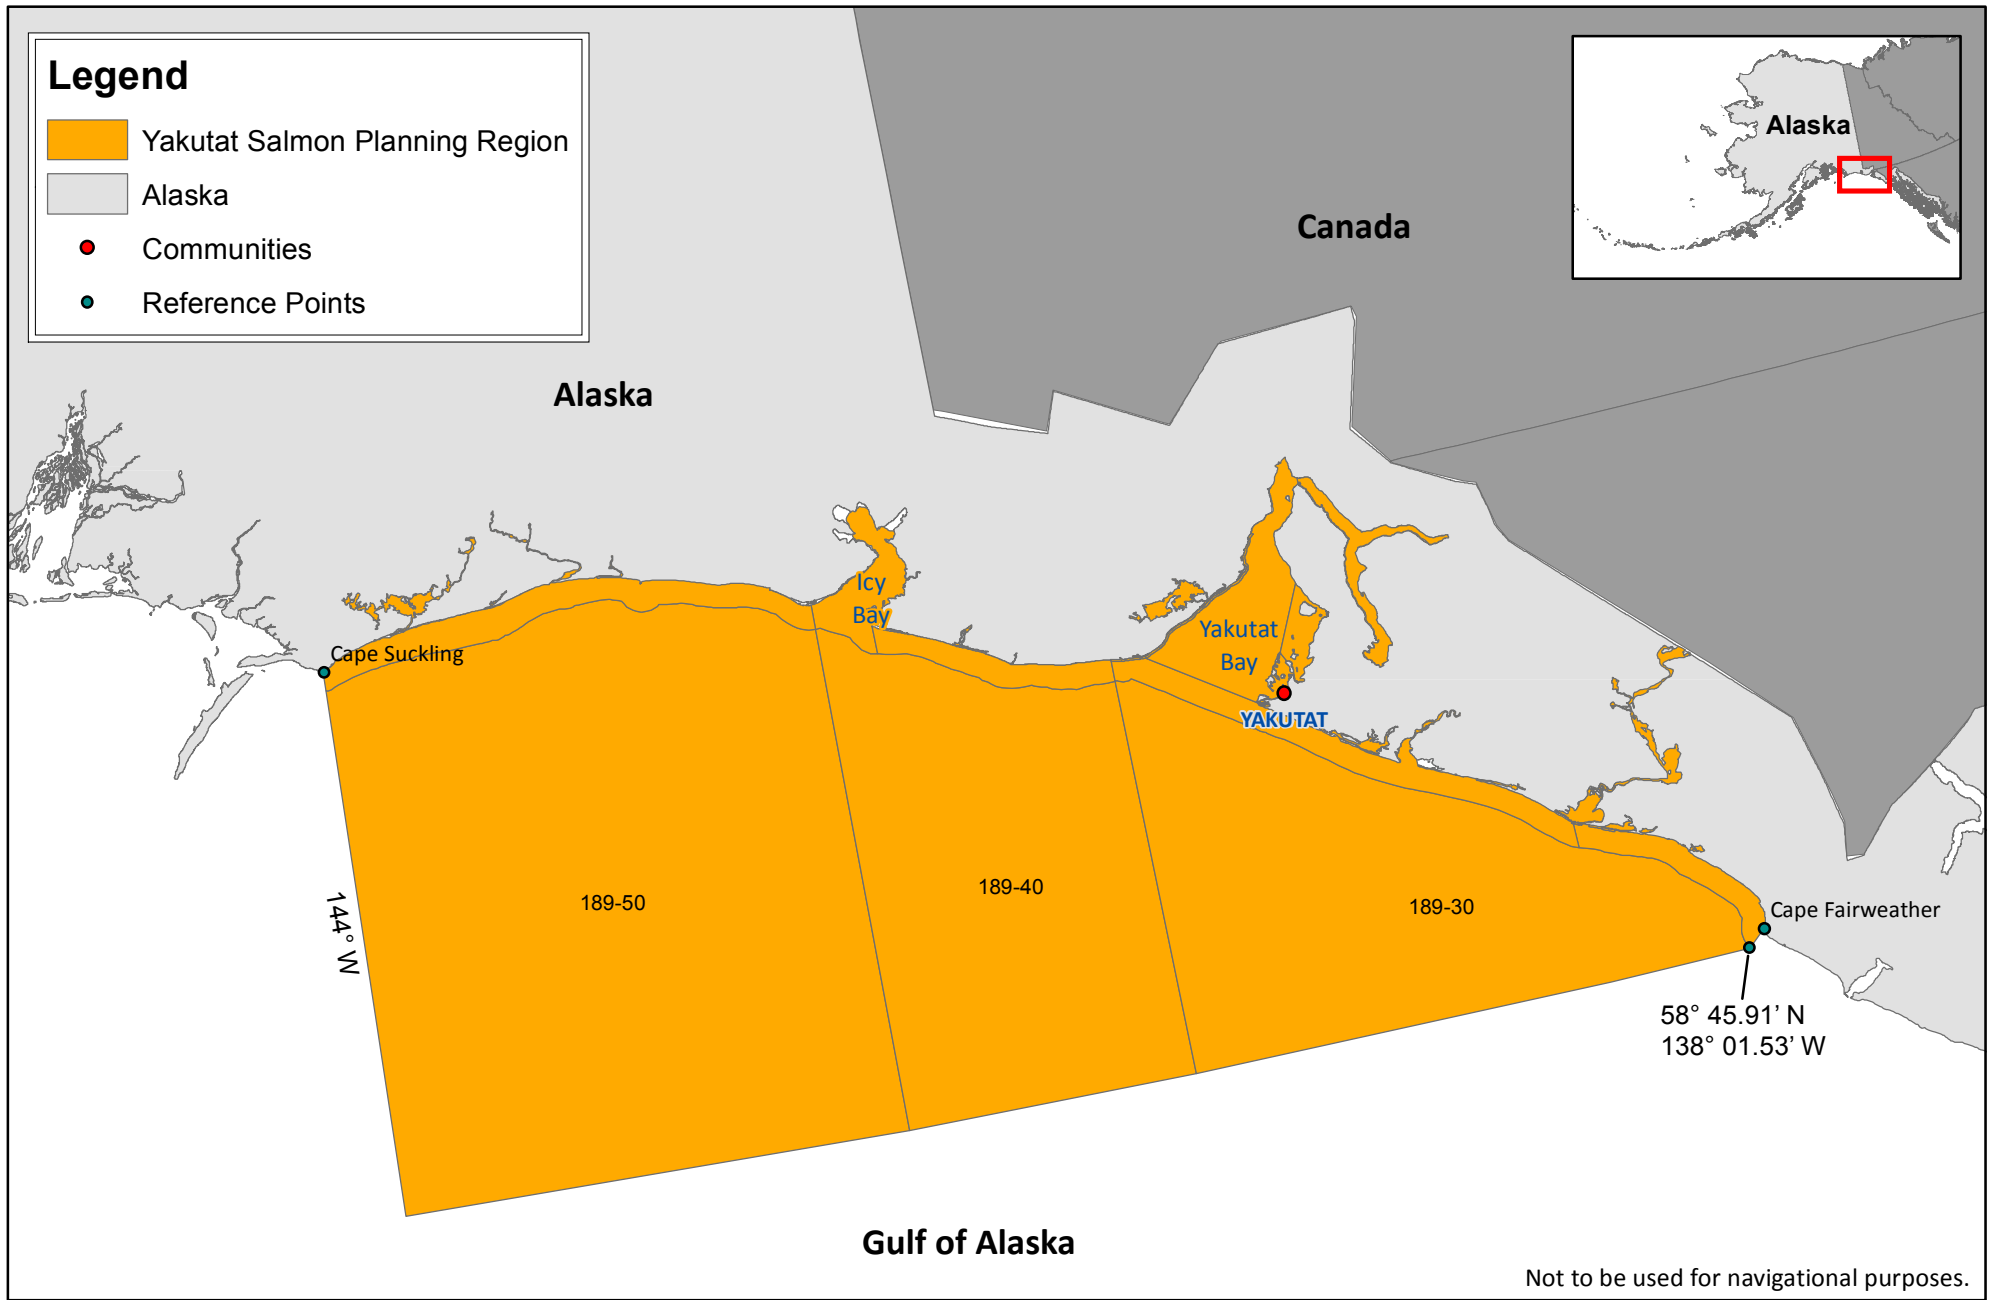 Legend
Yakutat Salmon Planning Region
Alaska
Communities
Reference Points
Alaska
Canada
Alaska
Icy
Bay
Yakutat
Bay
Cape Suckling
YAKUTAT
189-50
189-40
189-30
144° W
Cape Fairweather
58° 45.91’ N
138° 01.53’ W
Gulf of Alaska
Not to be used for navigational purposes.